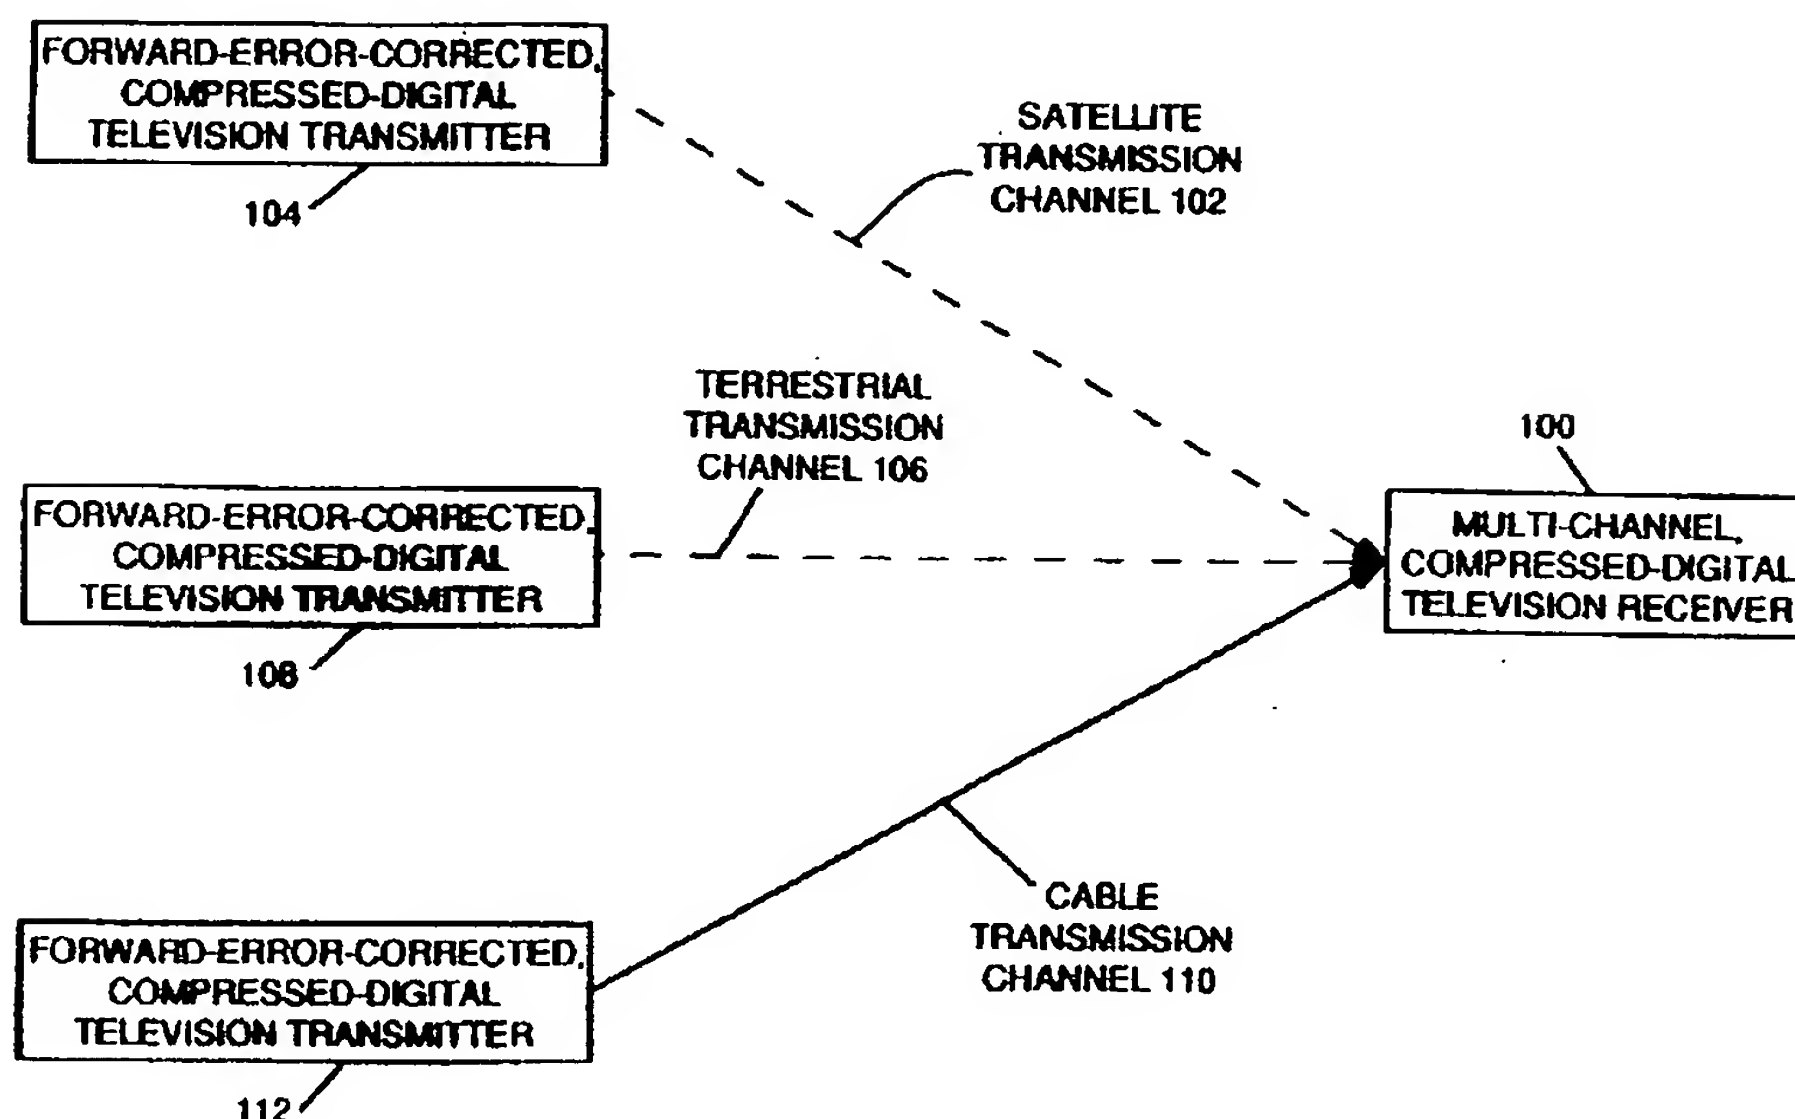 FORWARD-ERROR-CORRECTED,
COMPRESSED-DIGITAL
TELEVISION TRANSMITTER
104
SATELLITE
TRANSMISSION
CHANNEL 102
TERRESTRIAL
TRANSMISSION
CHANNEL 106
100
FORWARD-ERROR-CORRECTED,
COMPRESSED-DIGITAL
TELEVISION TRANSMITTER
108
MULTI-CHANNEL,
COMPRESSED-DIGITAL
TELEVISION RECEIVER
CABLE
TRANSMISSION
CHANNEL 110
FORWARD-ERROR-CORRECTED,
COMPRESSED-DIGITAL
TELEVISION TRANSMITTER
112